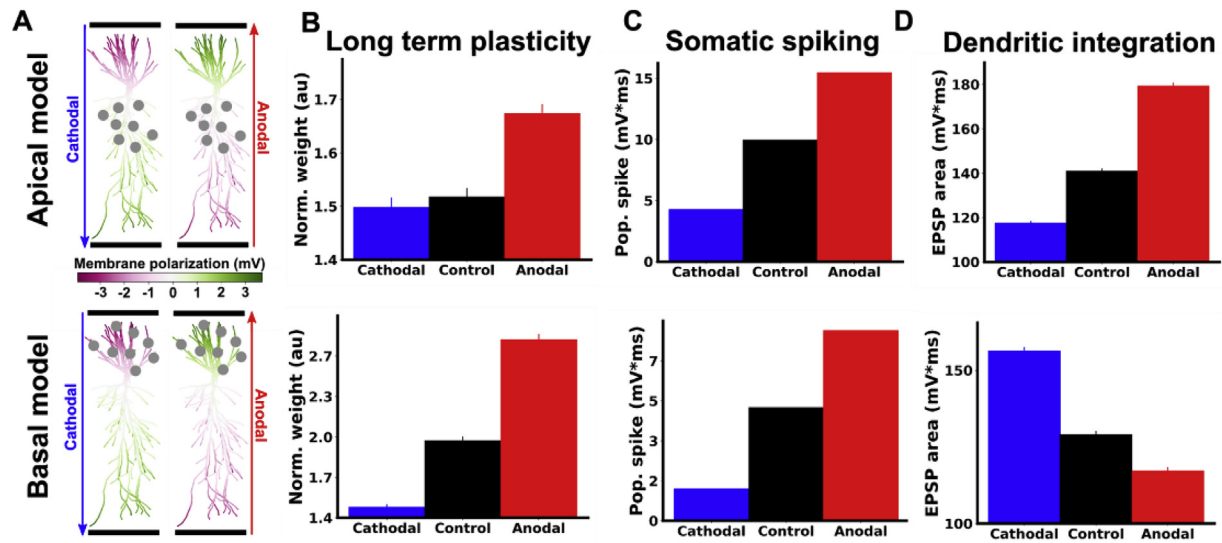 A
B
C
D
Long term plasticity
Somatic spiking
Dendritic integration
Apical model
Cathodal
Anodal
Norm. weight (au)
1.7
1.6
1.5
1.4
Cathodal Control Anodal
Pop. spike (mV*ms)
15
10
5
0
Cathodal Control Anodal
EPSP area (mV*ms)
180
160
140
120
100
Cathodal Control Anodal
Membrane polarization (mV)
-3 -2 -1 0 1 2 3
Basal model
Cathodal
Anodal
Norm. weight (au)
2.7
2.3
2.0
1.7
1.4
Cathodal Control Anodal
Pop. spike (mV*ms)
7
5
3
2
0
Cathodal Control Anodal
EPSP area (mV*ms)
150
100
Cathodal Control Anodal